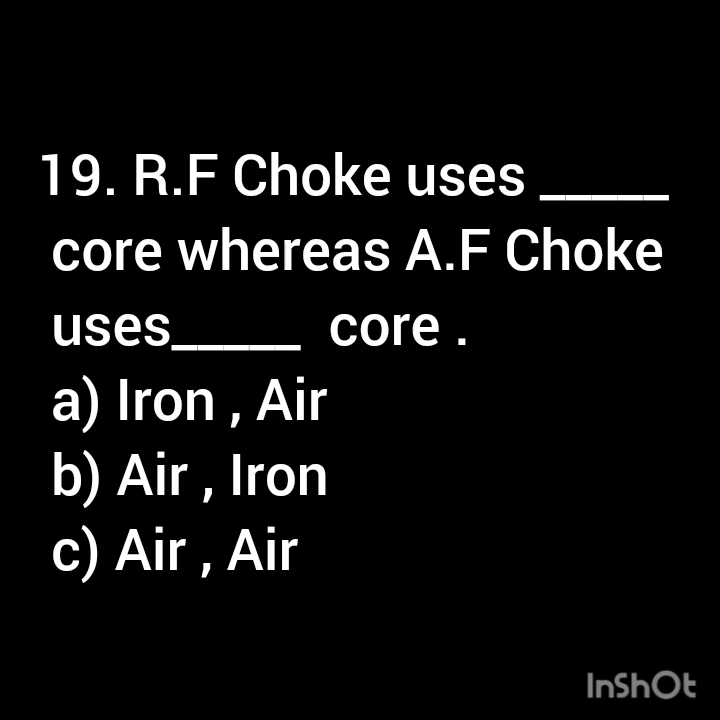 19. R.F Choke uses _____
core whereas A.F Choke
uses_____ core .
a) Iron , Air
b) Air , Iron
c) Air , Air
InShOt